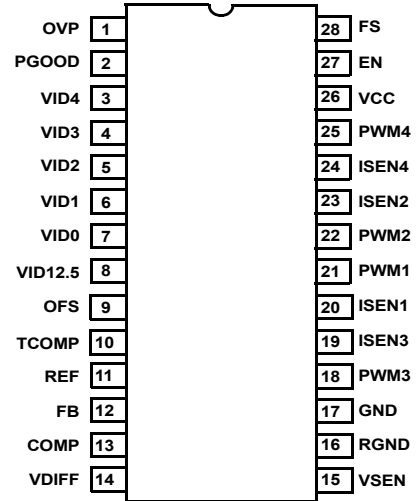 OVP 1 28 FS
PGOOD 2 27 EN
VID4 3 26 VCC
VID3 4 25 PWM4
VID2 5 24 ISEN4
VID1 6 23 ISEN2
VID0 7 22 PWM2
VID12.5 8 21 PWM1
OFS 9 20 ISEN1
TCOMP 10 19 ISEN3
REF 11 18 PWM3
FB 12 17 GND
COMP 13 16 RGND
VDIFF 14 15 VSEN